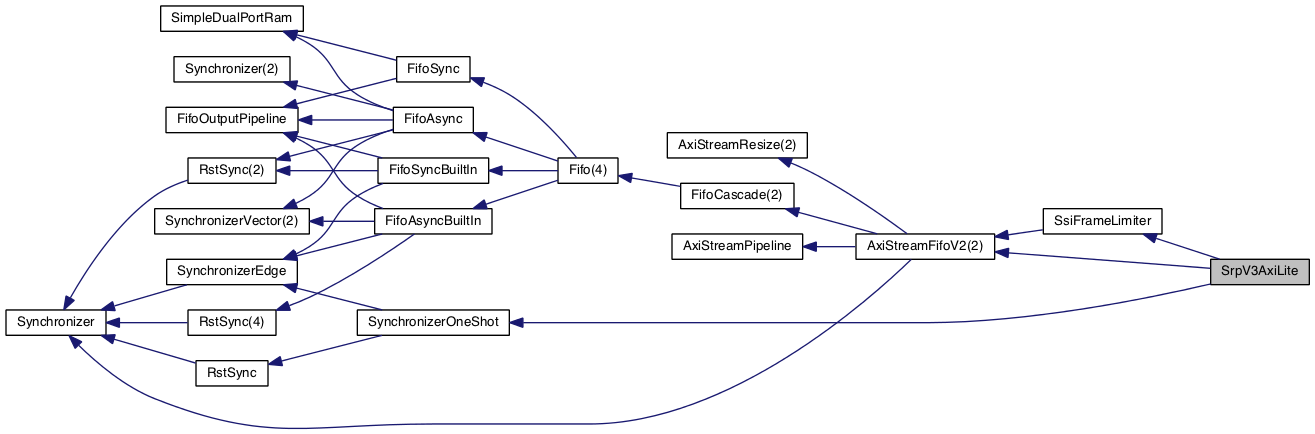 SimpleDualPortRam
Synchronizer(2)
FifoSync
FifoOutputPipeline
FifoAsync
AxiStreamResize(2)
RstSync(2)
FifoSyncBuiltIn
Fifo(4)
FifoCascade(2)
SynchronizerVector(2)
FifoAsyncBuiltIn
SsiFrameLimiter
AxiStreamPipeline
AxiStreamFifoV2(2)
SynchronizerEdge
SrpV3AxiLite
Synchronizer
RstSync(4)
SynchronizerOneShot
RstSync